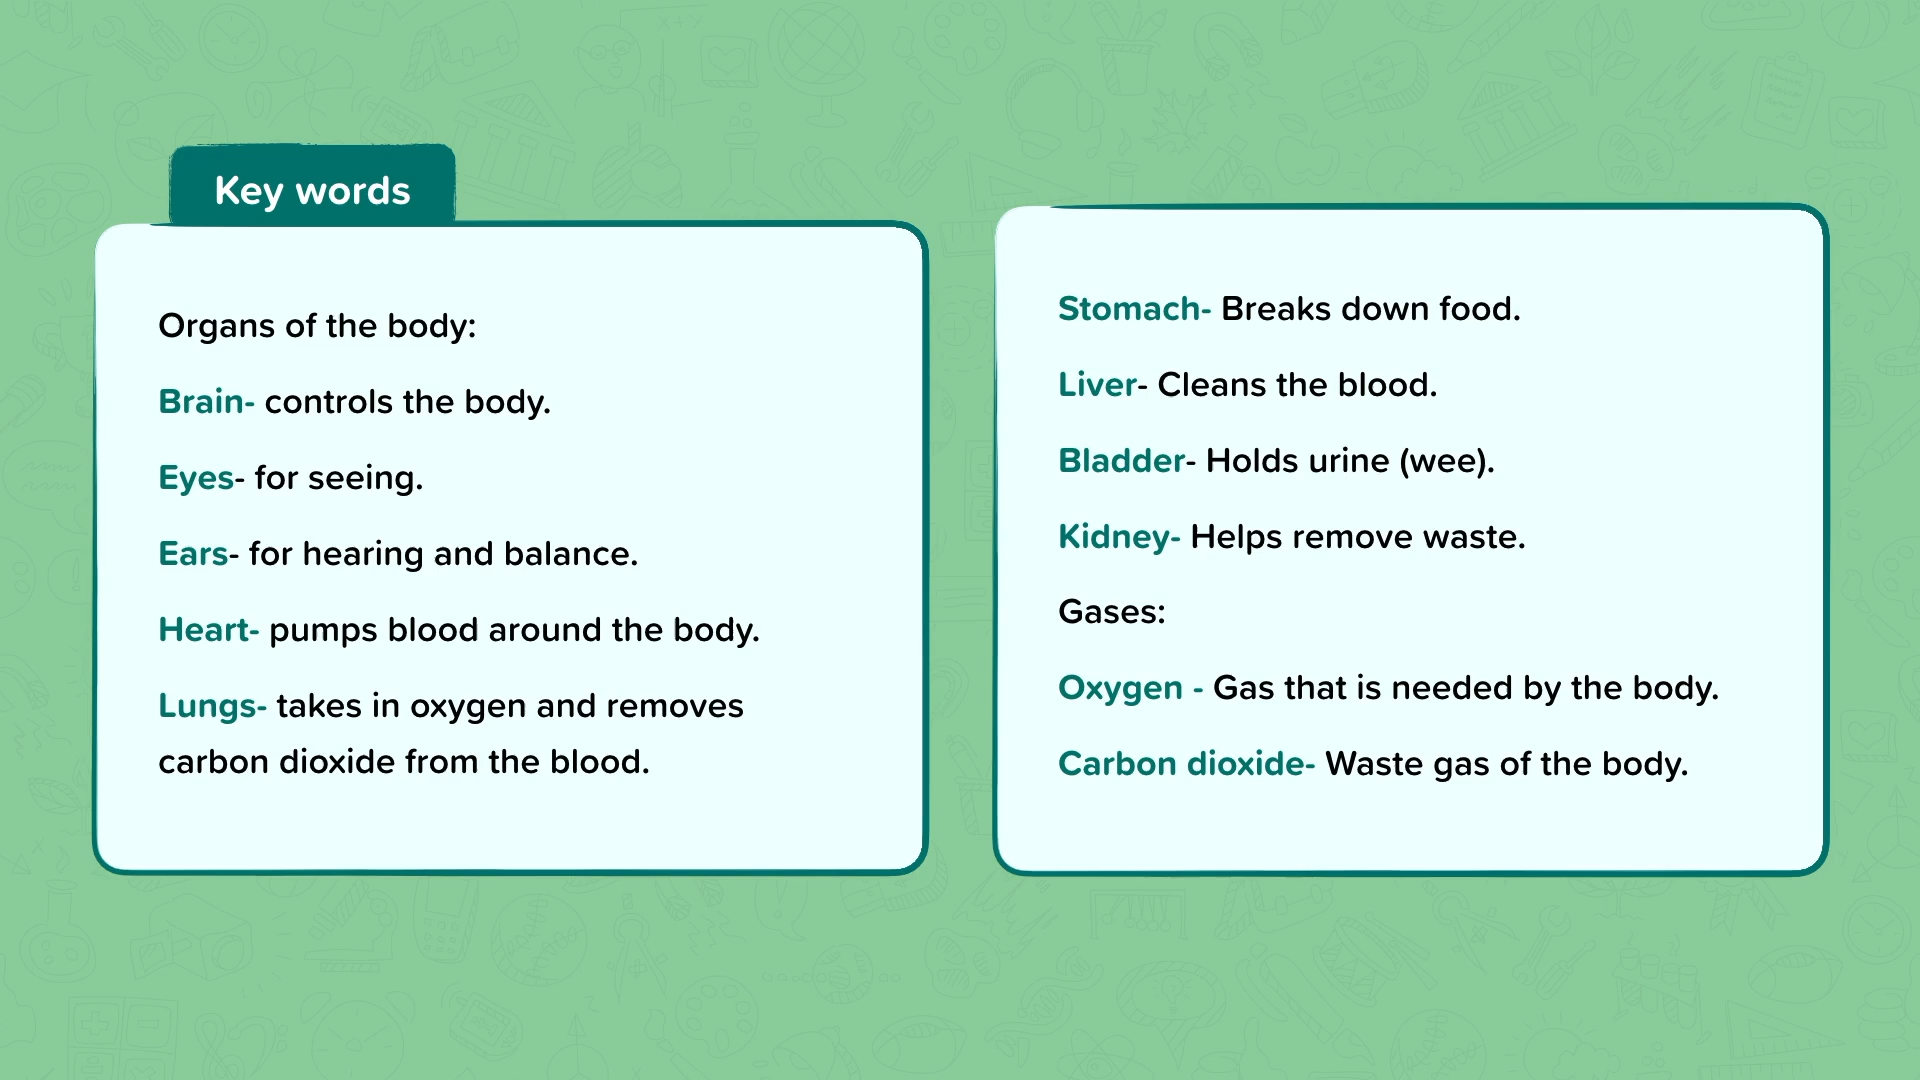 Key words
Organs of the body:
Brain- controls the body.
Eyes- for seeing.
Ears- for hearing and balance.
Heart- pumps blood around the body.
Lungs- takes in oxygen and removes
carbon dioxide from the blood.
Stomach- Breaks down food.
Liver- Cleans the blood.
Bladder- Holds urine (wee).
Kidney- Helps remove waste.
Gases:
Oxygen - Gas that is needed by the body.
Carbon dioxide- Waste gas of the body.